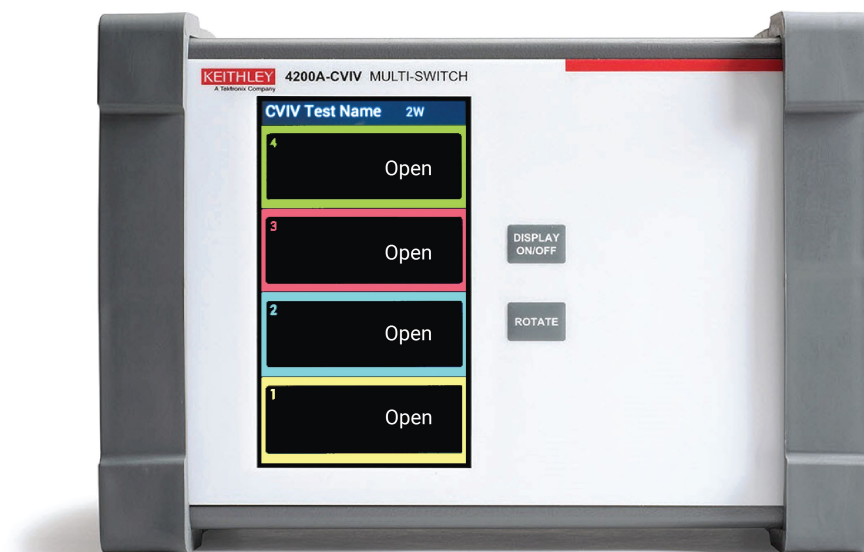 KEITHLEY 4200A-CVIV MULTI-SWITCH
A Tektronix Company
CVIV Test Name 2W
4
Open
3
Open
2
Open
1
Open
DISPLAY
ON/OFF
ROTATE